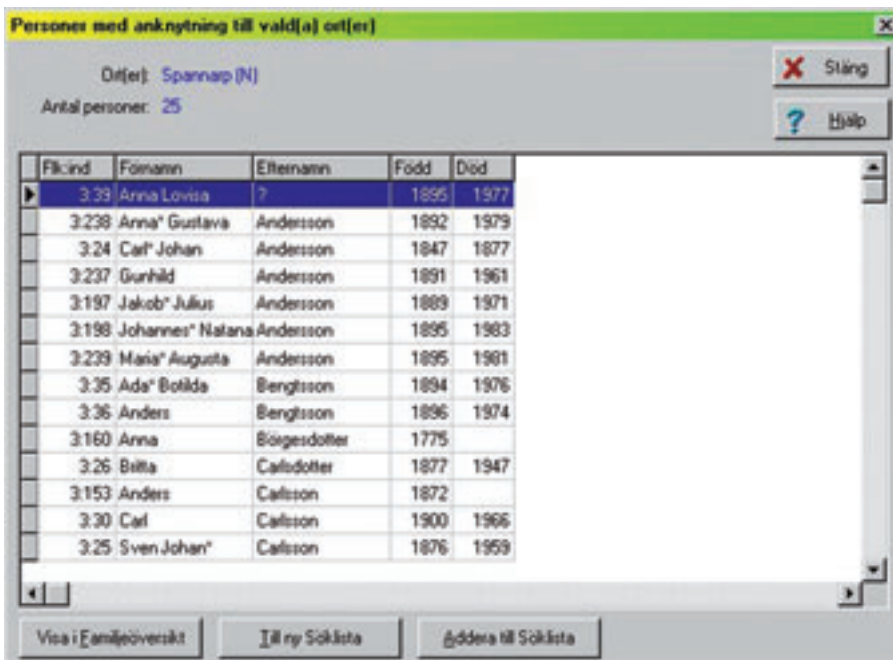 Personer med anknytning till vald(a) ort(er)
Ort(er): Spannarp (N)
Stäng
Antal personer: 25
Hjälp
Flk:ind Förnamn Efternamn Född Död
3:39 Anna Lovisa ? 1895 1977
3:238 Anna* Gustava Andersson 1892 1979
3:24 Carl* Johan Andersson 1847 1877
3:237 Gunhild Andersson 1891 1961
3:197 Jakob* Julius Andersson 1889 1971
3:198 Johannes* Natana Andersson 1895 1983
3:239 Maria* Augusta Andersson 1895 1981
3:35 Ada* Botilda Bengtsson 1894 1976
3:36 Anders Bengtsson 1896 1974
3:160 Anna Börgesdotter 1775
3:26 Britta Carlsdotter 1877 1947
3:153 Anders Carlsson 1872
3:30 Carl Carlsson 1900 1966
3:25 Sven Johan* Carlsson 1876 1959
Visa i Familjeöversikt Till ny Söklista Addera till Söklista